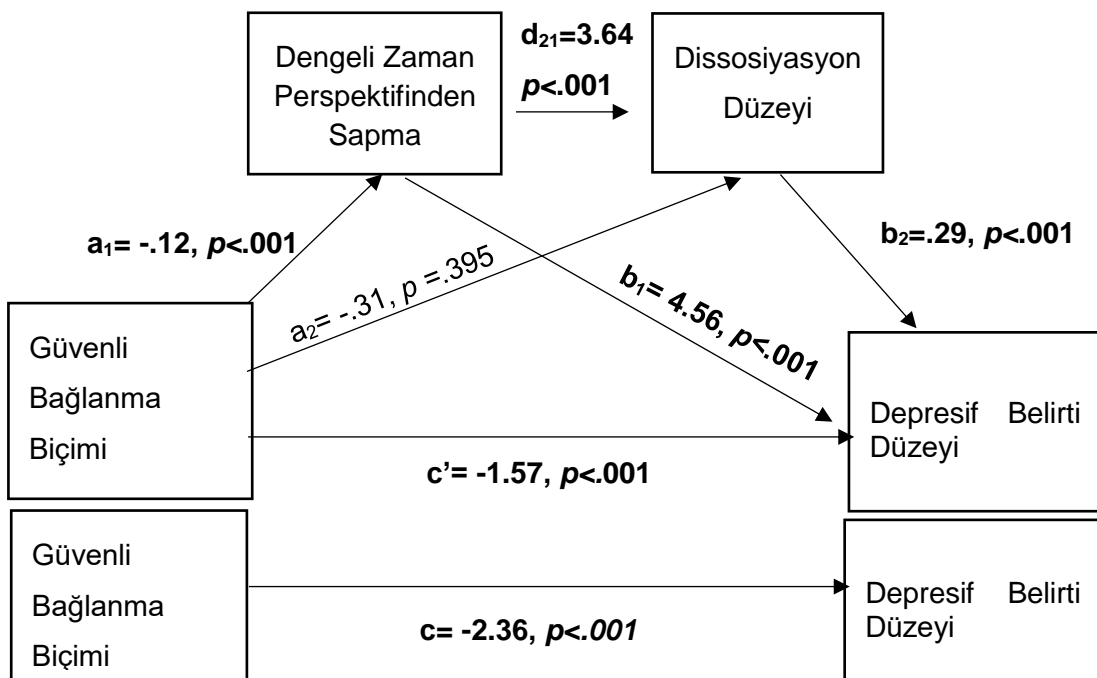 Dengeli Zaman
Perspektifinden
Sapma
d21=3.64
p<.001
Dissosiyasyon
Düzeyi
a1= -.12, p<.001
a2= -.31, p =.395
b1= 4.56, p<.001
b2=.29, p<.001
Güvenli
Bağlanma
Biçimi
Depresif Belirti
Düzeyi
c’= -1.57, p<.001
Güvenli
Bağlanma
Biçimi
Depresif Belirti
Düzeyi
c= -2.36, p<.001